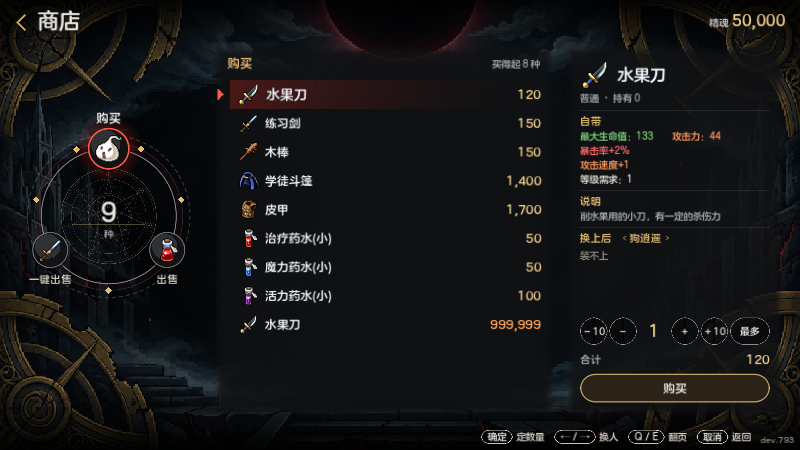 商店
精魂 50,000
购买
9
种
一键出售
出售
购买 买得起 8 种
水果刀 120
练习剑 150
木棒 150
学徒斗篷 1,400
皮甲 1,700
治疗药水(小) 50
魔力药水(小) 50
活力药水(小) 100
水果刀 999,999
水果刀
普通 · 持有 0
自带
最大生命值: 133 攻击力: 44
暴击率+2%
攻击速度+1
等级需求: 1
说明
削水果用的小刀，有一定的杀伤力
换上后 ‹狗逍遥 ›
装不上
-10 - 1 + +10 最多
合计 120
购买
确定 定数量 ←/→ 换人 Q / E 翻页 取消 返回 dev.793